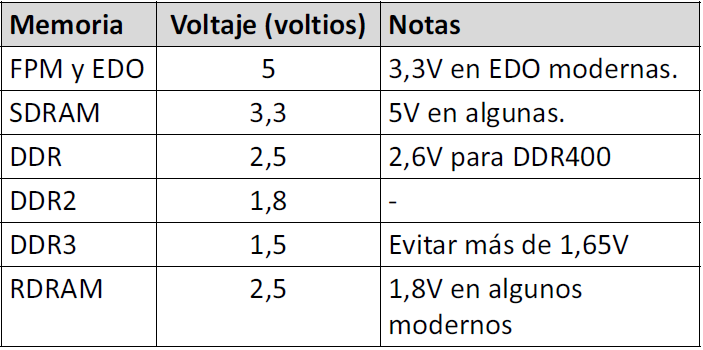 Memoria Voltaje (voltios) Notas
FPM y EDO 5 3,3V en EDO modernas.
SDRAM 3,3 5V en algunas.
DDR 2,5 2,6V para DDR400
DDR2 1,8 -
DDR3 1,5 Evitar más de 1,65V
RDRAM 2,5 1,8V en algunos
modernos